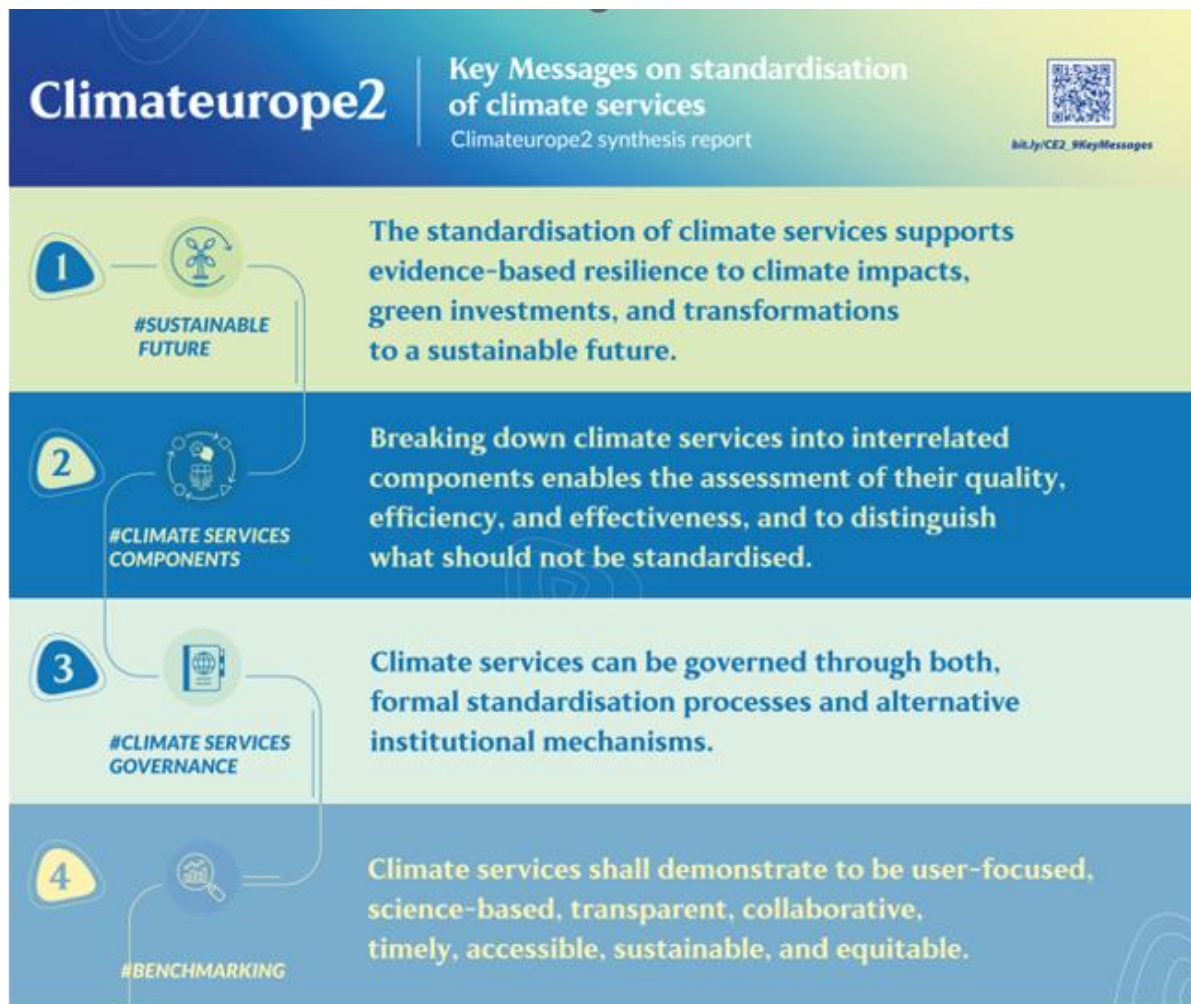 Climateurope2
Key Messages on standardisation
of climate services
Climateurope2 synthesis report
bit.ly/CE2_9KeyMessages
1
#SUSTAINABLE
FUTURE
The standardisation of climate services supports
evidence-based resilience to climate impacts,
green investments, and transformations
to a sustainable future.
2
#CLIMATE SERVICES
COMPONENTS
Breaking down climate services into interrelated
components enables the assessment of their quality,
efficiency, and effectiveness, and to distinguish
what should not be standardised.
3
#CLIMATE SERVICES
GOVERNANCE
Climate services can be governed through both,
formal standardisation processes and alternative
institutional mechanisms.
4
#BENCHMARKING
Climate services shall demonstrate to be user-focused,
science-based, transparent, collaborative,
timely, accessible, sustainable, and equitable.